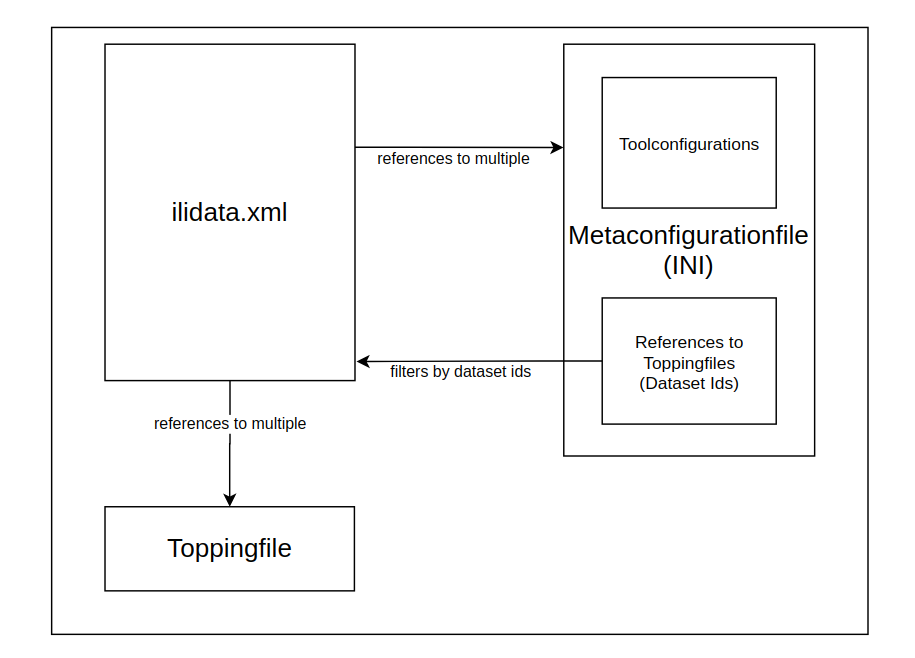 ilidata.xml
references to multiple
Toolconfigurations
Metaconfigurationfile
(INI)
References to
Toppingfiles
(Dataset Ids)
filters by dataset ids
references to multiple
Toppingfile